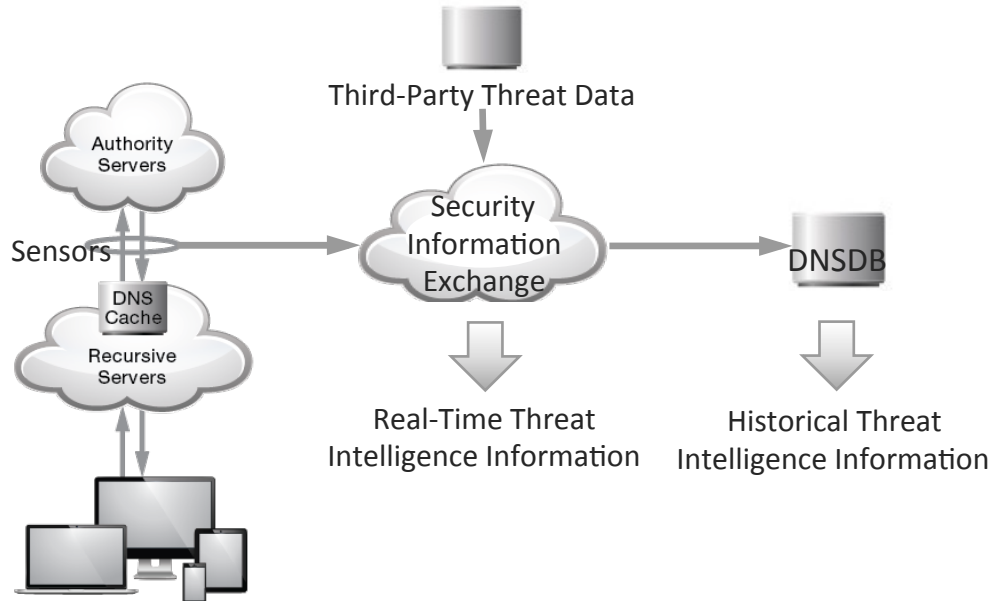 Third-Party Threat Data
Authority
Servers
Sensors
Security
Information
Exchange
DNSDB
DNS
Cache
Recursive
Servers
Real-Time Threat
Intelligence Information
Historical Threat
Intelligence Information